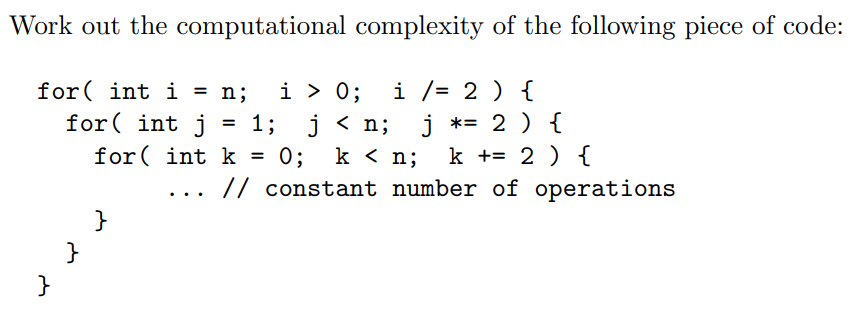 Work out the computational complexity of the following piece of code:
for( int i = n; i > 0; i /= 2 ) {
for( int j = 1; j < n; j *= 2 ) {
for( int k = 0; k < n; k += 2 ) {
... // constant number of operations
}
}
}